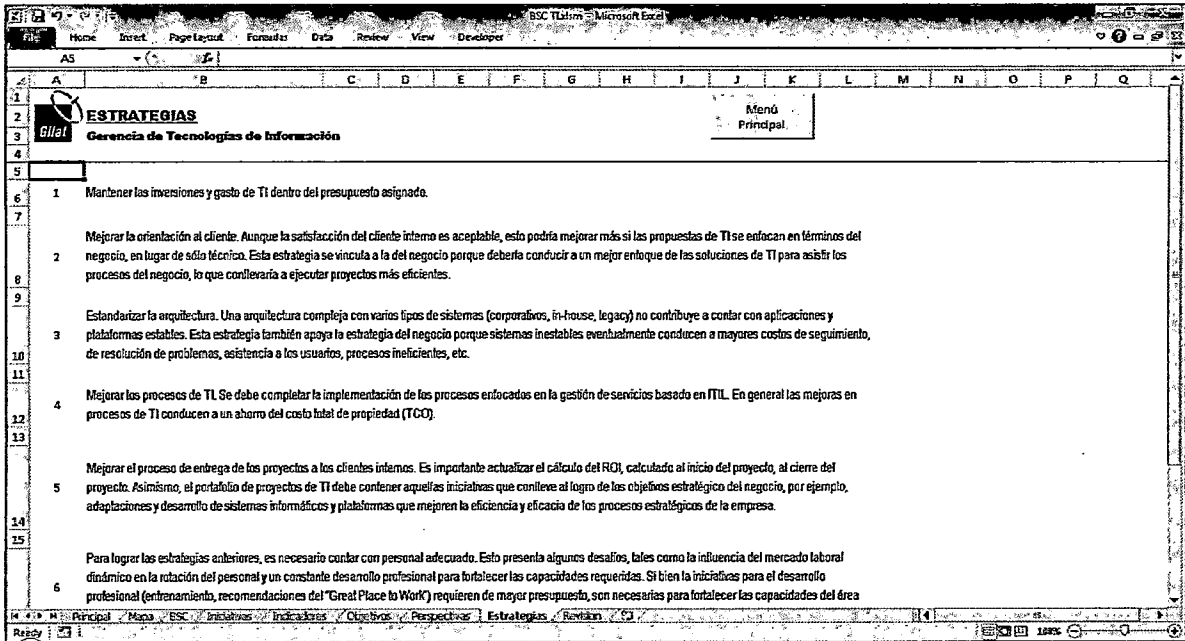 BSC TI.xlsm - Microsoft Excel
File Home Insert Page Layout Formulas Data Review View Developer
A5 fx
A B C D E F G H I J K L M N O P Q
1
2 Gilat ESTRATEGIAS Menú
3 Gerencia de Tecnologías de Información Principal
4
5
6 1 Mantener las inversiones y gasto de TI dentro del presupuesto asignado.
7
Mejorar la orientación al cliente. Aunque la satisfacción del cliente interno es aceptable, esto podría mejorar más si las propuestas de TI se enfocan en términos del
2 negocio, en lugar de sólo técnico. Esta estrategia se vincula a la del negocio porque debería conducir a un mejor enfoque de las soluciones de TI para asistir los
8 procesos del negocio, lo que conllevaría a ejecutar proyectos más eficientes.
9
Estandarizar la arquitectura. Una arquitectura compleja con varios tipos de sistemas (corporativos, in-house, legacy) no contribuye a contar con aplicaciones y
3 plataformas estables. Esta estrategia también apoya la estrategia del negocio porque sistemas inestables eventualmente conducen a mayores costos de seguimiento,
10 de resolución de problemas, asistencia a los usuarios, procesos ineficientes, etc.
11
Mejorar los procesos de TI. Se debe completar la implementación de los procesos enfocados en la gestión de servicios basado en ITIL. En general las mejoras en
4
12 procesos de TI conducen a un ahorro del costo total de propiedad (TCO).
13
Mejorar el proceso de entrega de los proyectos a los clientes internos. Es importante actualizar el cálculo del ROI, calculado al inicio del proyecto, al cierre del
5 proyecto. Asimismo, el portafolio de proyectos de TI debe contener aquellas iniciativas que conlleve al logro de los objetivos estratégico del negocio, por ejemplo,
14 adaptaciones y desarrollo de sistemas informáticos y plataformas que mejoren la eficiencia y eficacia de los procesos estratégicos de la empresa.
15
Para lograr las estrategias anteriores, es necesario contar con personal adecuado. Esto presenta algunos desafíos, tales como la influencia del mercado laboral
dinámico en la rotación del personal y un constante desarrollo profesional para fortalecer las capacidades requeridas. Si bien la iniciativas para el desarrollo
6 profesional (entrenamiento, recomendaciones del "Great Place to Work") requieren de mayor presupuesto, son necesarias para fortalecer las capacidades del área
Principal Mapa BSC Iniciativas Indicadores Objetivos Perspectivas Estrategias Revision
Ready